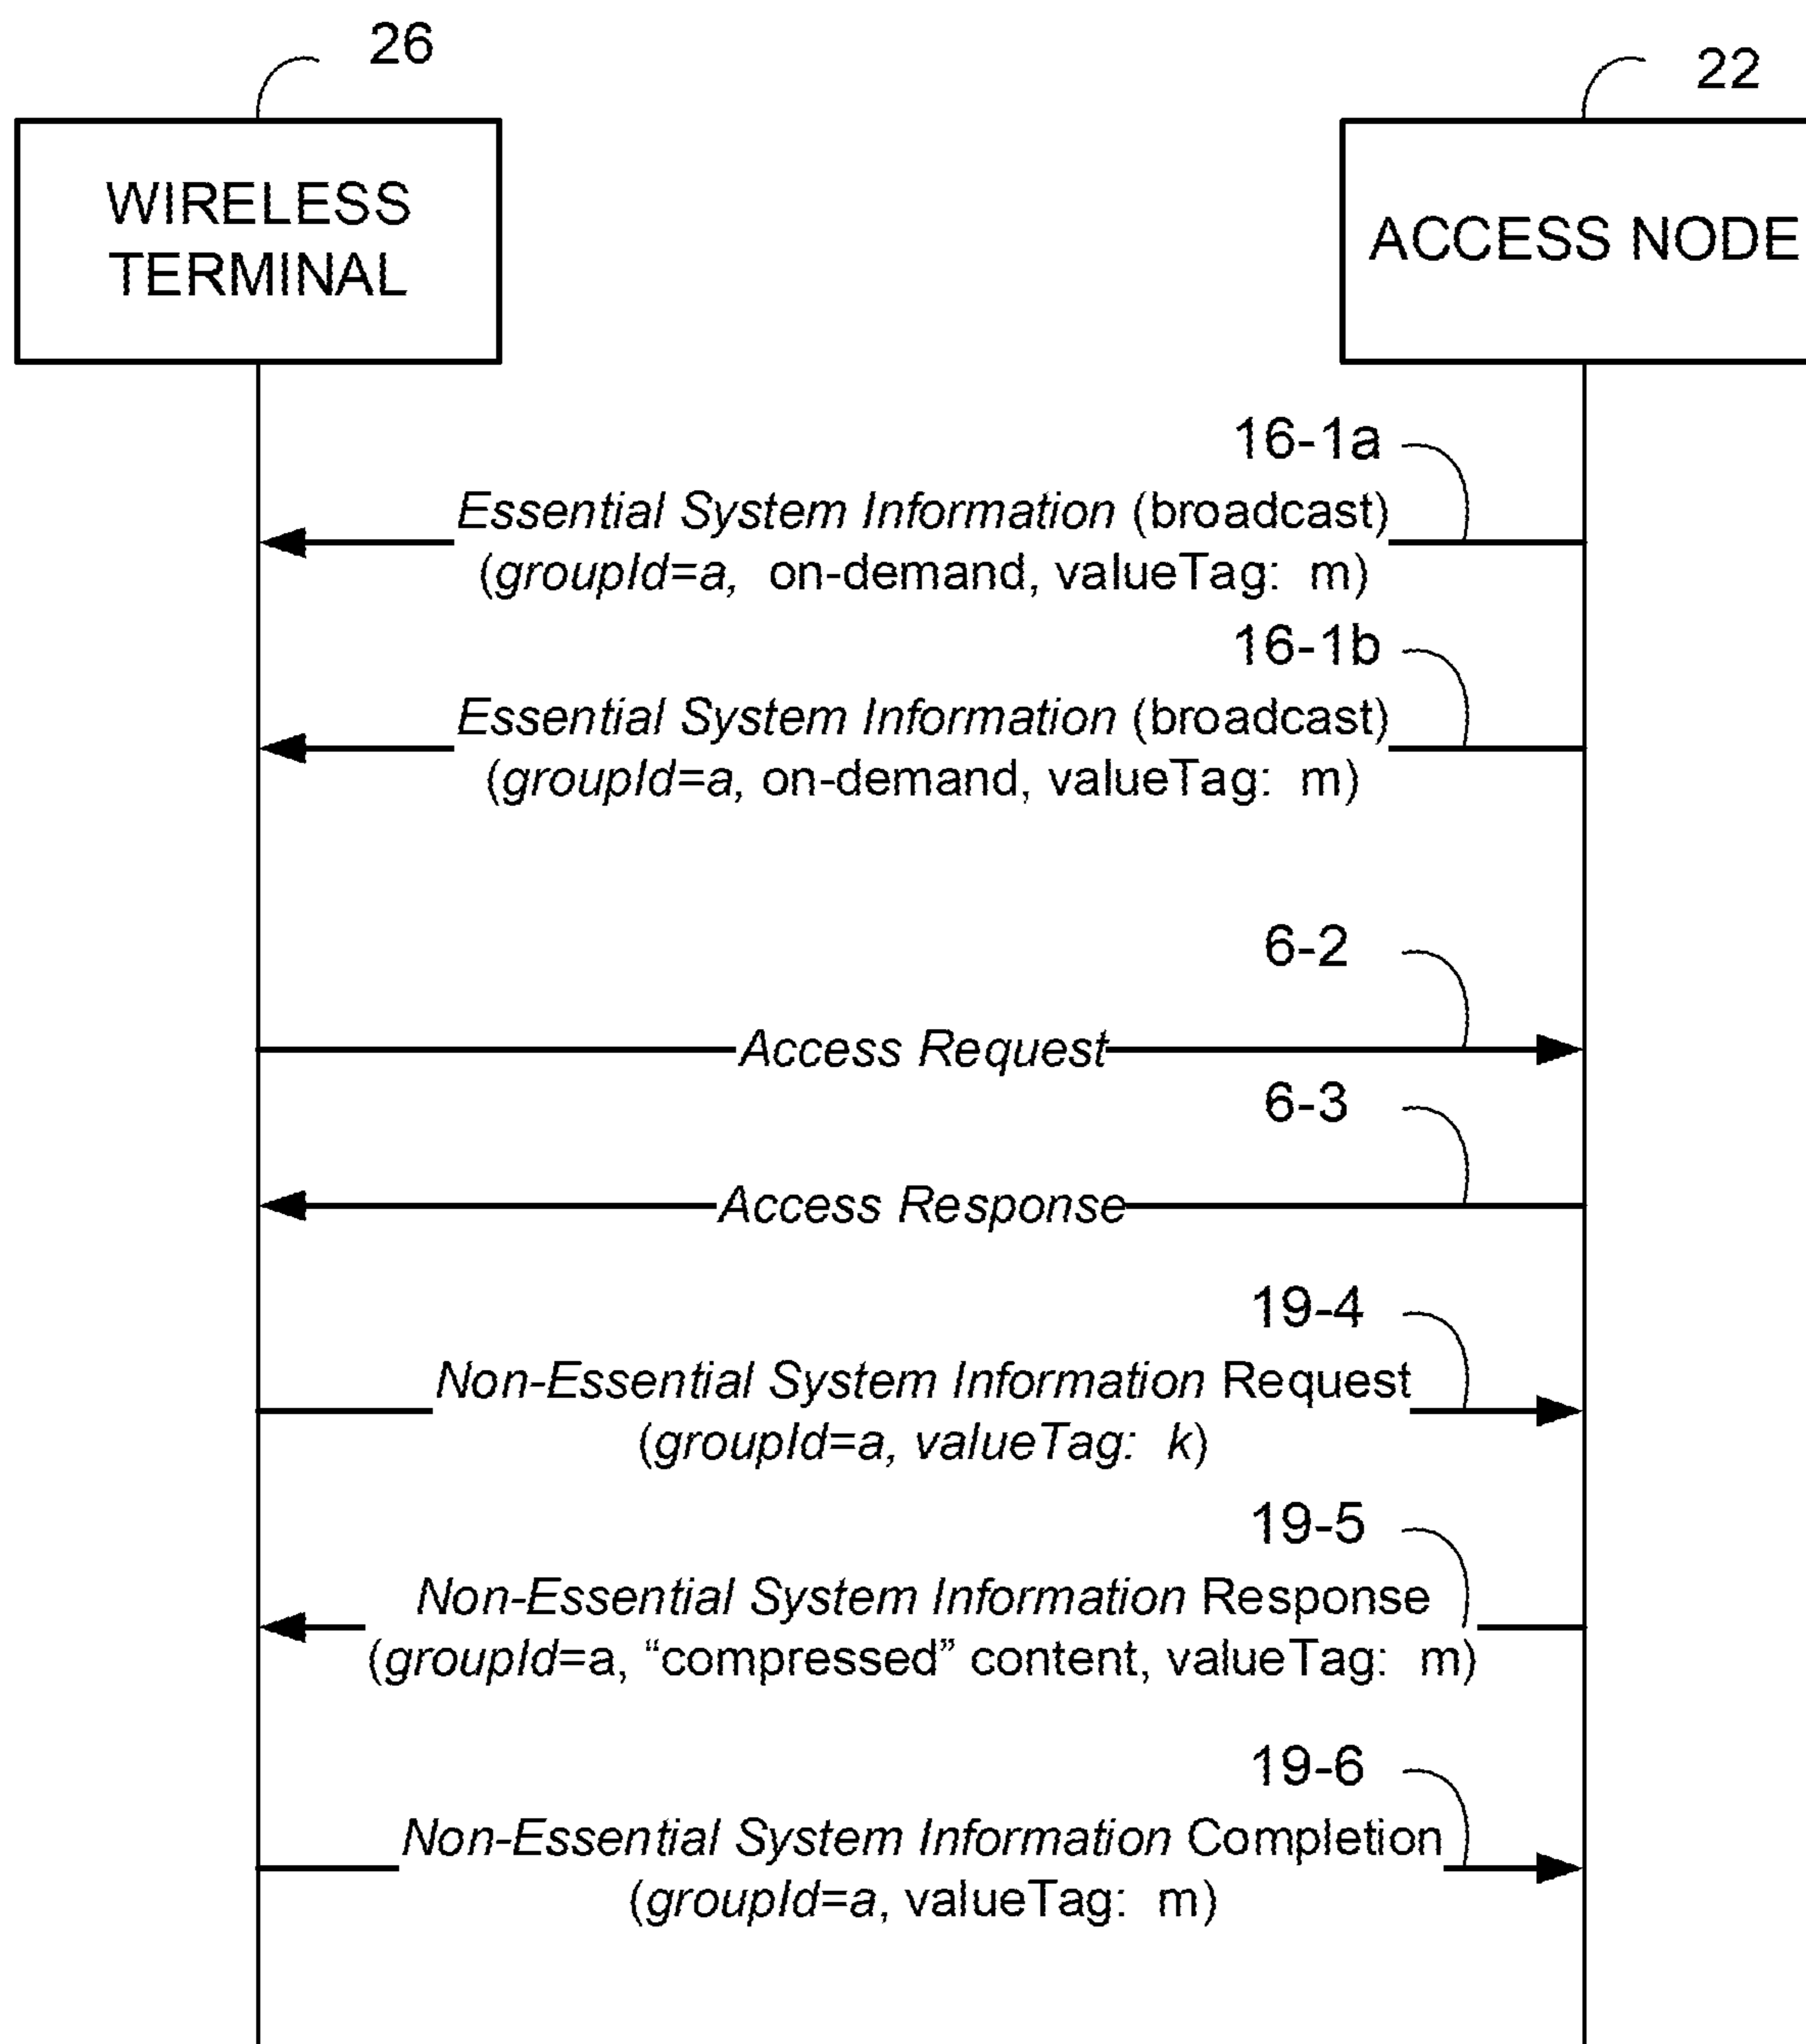 26
22
WIRELESS
TERMINAL
ACCESS NODE
16-1a
Essential System Information (broadcast)
(groupId=a, on-demand, valueTag: m)
16-1b
Essential System Information (broadcast)
(groupId=a, on-demand, valueTag: m)
6-2
Access Request
6-3
Access Response
19-4
Non-Essential System Information Request
(groupId=a, valueTag: k)
19-5
Non-Essential System Information Response
(groupId=a, “compressed” content, valueTag: m)
19-6
Non-Essential System Information Completion
(groupId=a, valueTag: m)